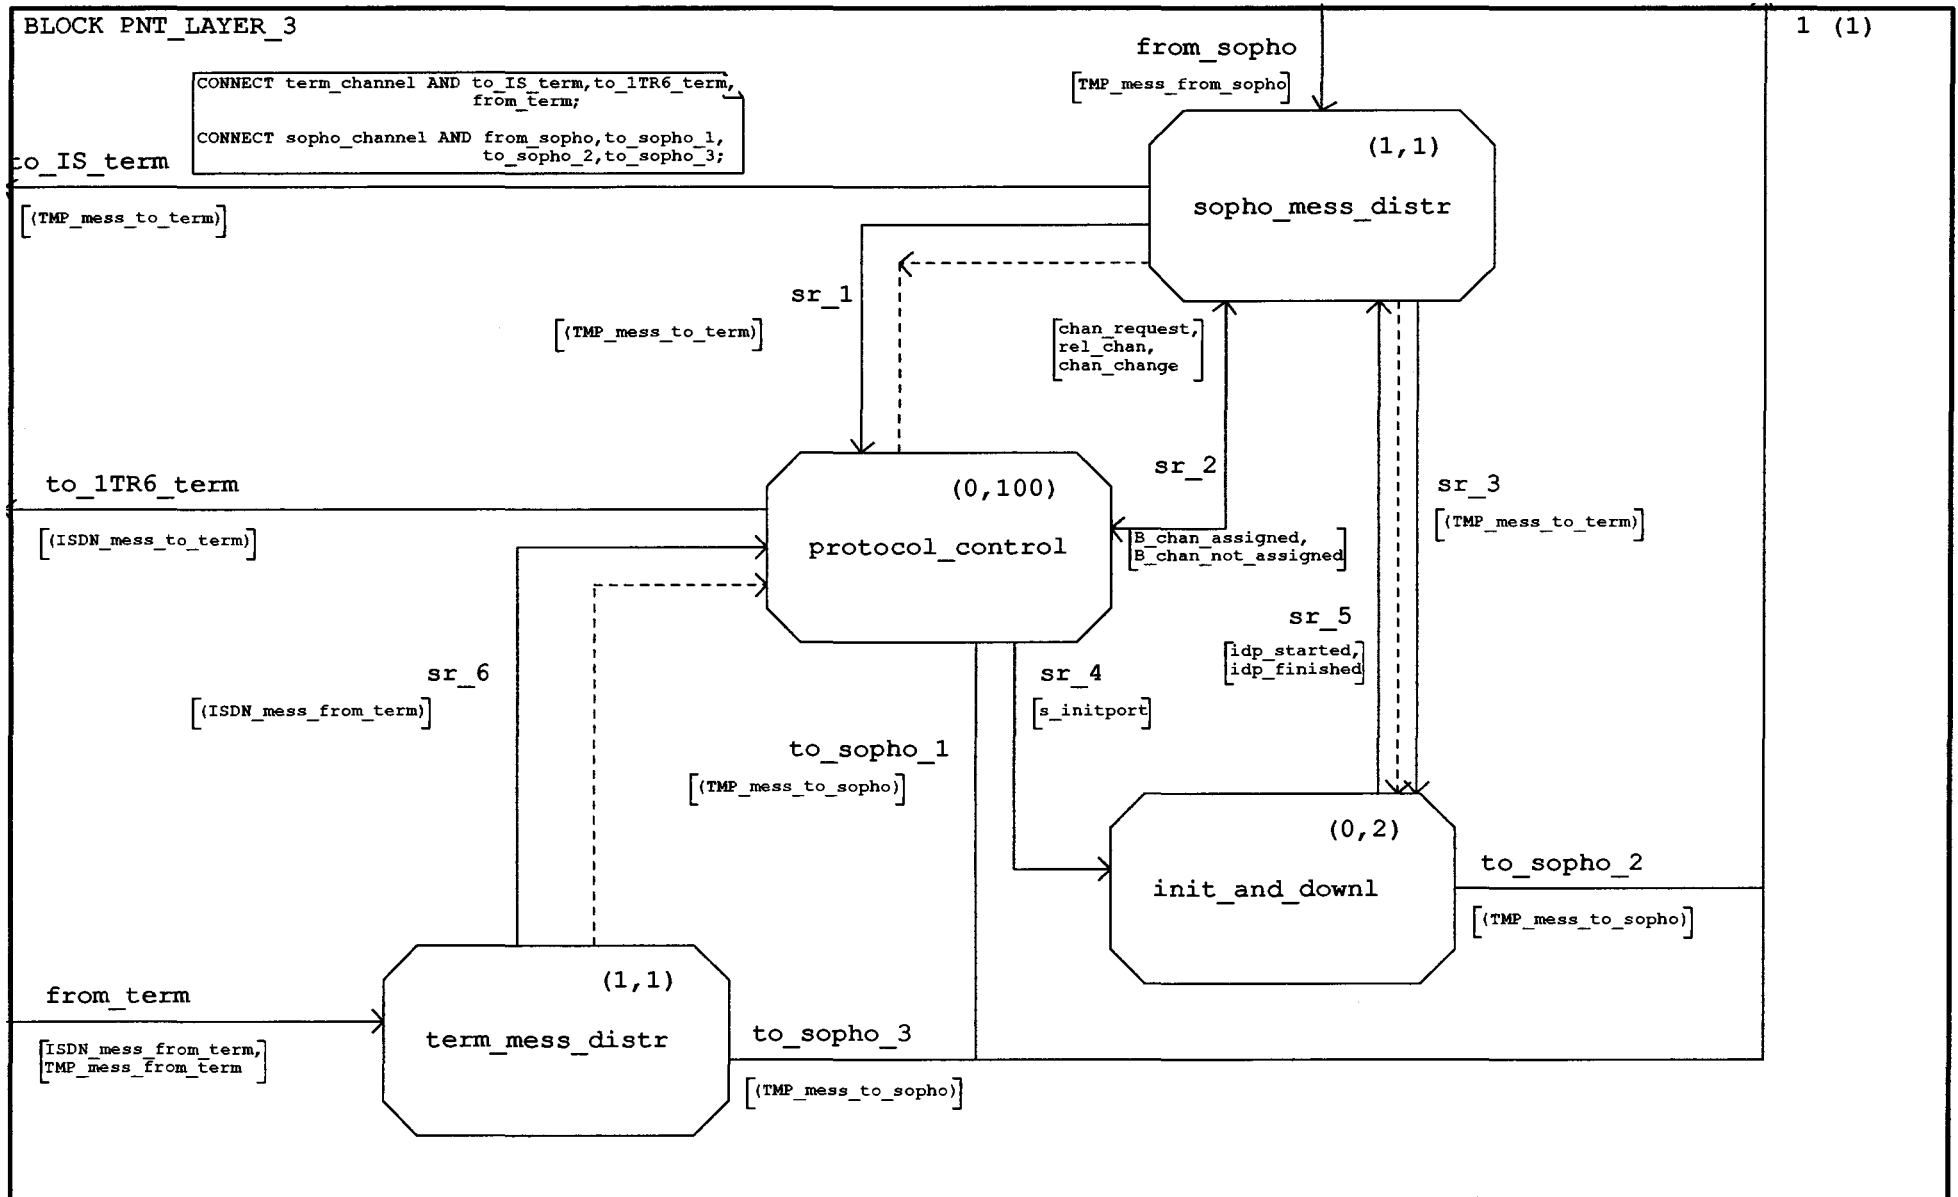 BLOCK PNT_LAYER_3
1 (1)
from_sopho
[TMP_mess_from_sopho]
CONNECT term_channel AND to_IS_term,to_1TR6_term,
from_term;
CONNECT sopho_channel AND from_sopho,to_sopho_1,
to_sopho_2,to_sopho_3;
to_IS_term
[(TMP_mess_to_term)]
(1,1)
sopho_mess_distr
sr_1
[(TMP_mess_to_term)]
[chan_request,
rel_chan,
chan_change]
sr_2
sr_3
[(TMP_mess_to_term)]
to_1TR6_term
[(ISDN_mess_to_term)]
(0,100)
protocol_control
[B_chan_assigned,
B_chan_not_assigned]
sr_5
[idp_started,
idp_finished]
sr_6
[(ISDN_mess_from_term)]
sr_4
[s_initport]
to_sopho_1
[(TMP_mess_to_sopho)]
(0,2)
init_and_downl
to_sopho_2
[(TMP_mess_to_sopho)]
from_term
[ISDN_mess_from_term,
TMP_mess_from_term]
(1,1)
term_mess_distr
to_sopho_3
[(TMP_mess_to_sopho)]